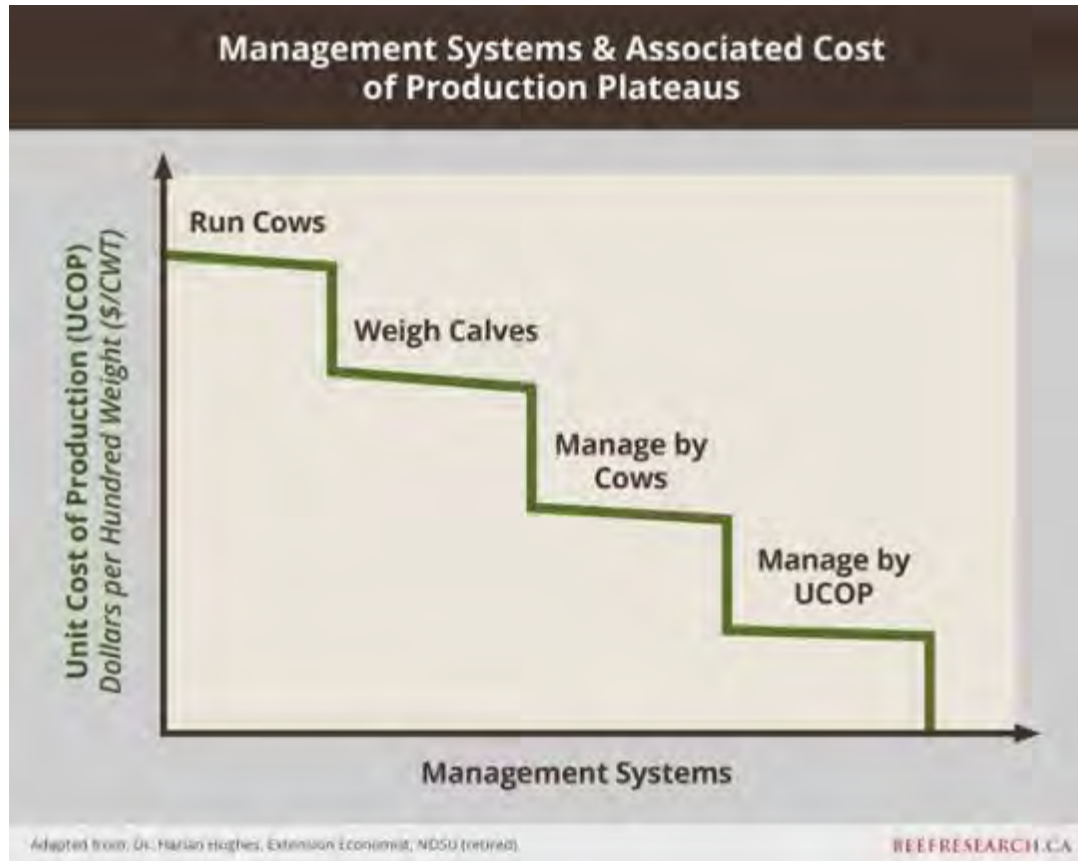 Management Systems & Associated Cost
of Production Plateaus
Unit Cost of Production (UCOP)
Dollars per Hundred Weight ($/CWT)
Run Cows
Weigh Calves
Manage by
Cows
Manage by
UCOP
Management Systems
Adapted from: Dr. Harlan Hughes, Extension Economist, NDSU (retired)
BEEFRESEARCH.CA